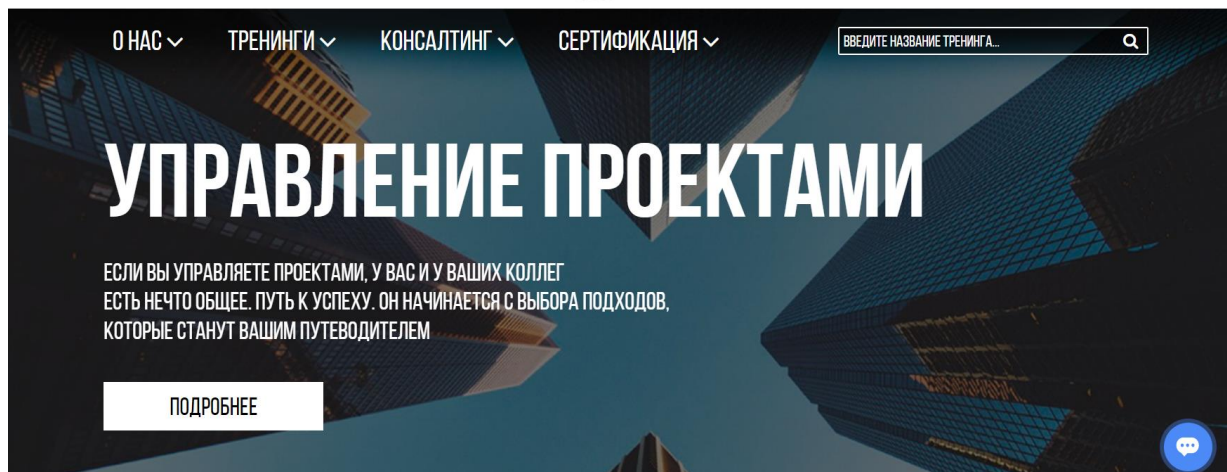 О НАС
ТРЕНИНГИ
КОНСАЛТИНГ
СЕРТИФИКАЦИЯ
ВВЕДИТЕ НАЗВАНИЕ ТРЕНИНГА...
УПРАВЛЕНИЕ ПРОЕКТАМИ
ЕСЛИ ВЫ УПРАВЛЯЕТЕ ПРОЕКТАМИ, У ВАС И У ВАШИХ КОЛЛЕГ
ЕСТЬ НЕЧТО ОБЩЕЕ. ПУТЬ К УСПЕХУ. ОН НАЧИНАЕТСЯ С ВЫБОРА ПОДХОДОВ,
КОТОРЫЕ СТАНУТ ВАШИМ ПУТЕВОДИТЕЛЕМ
ПОДРОБНЕЕ